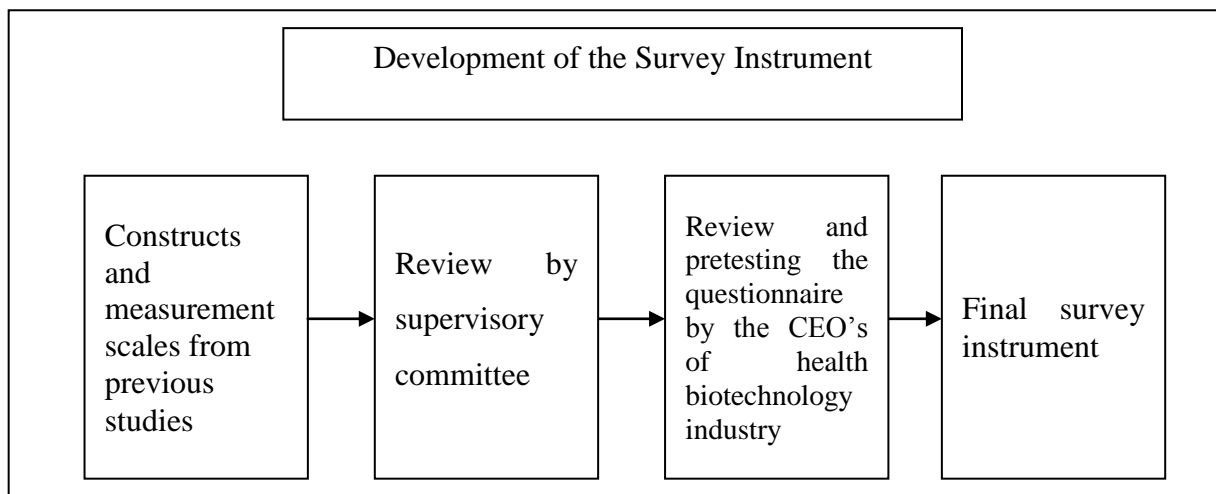 Development of the Survey Instrument
Constructs
and
measurement
scales from
previous
studies
Review by
supervisory
committee
Review and
pretesting the
questionnaire
by the CEO’s
of health
biotechnology
industry
Final survey
instrument